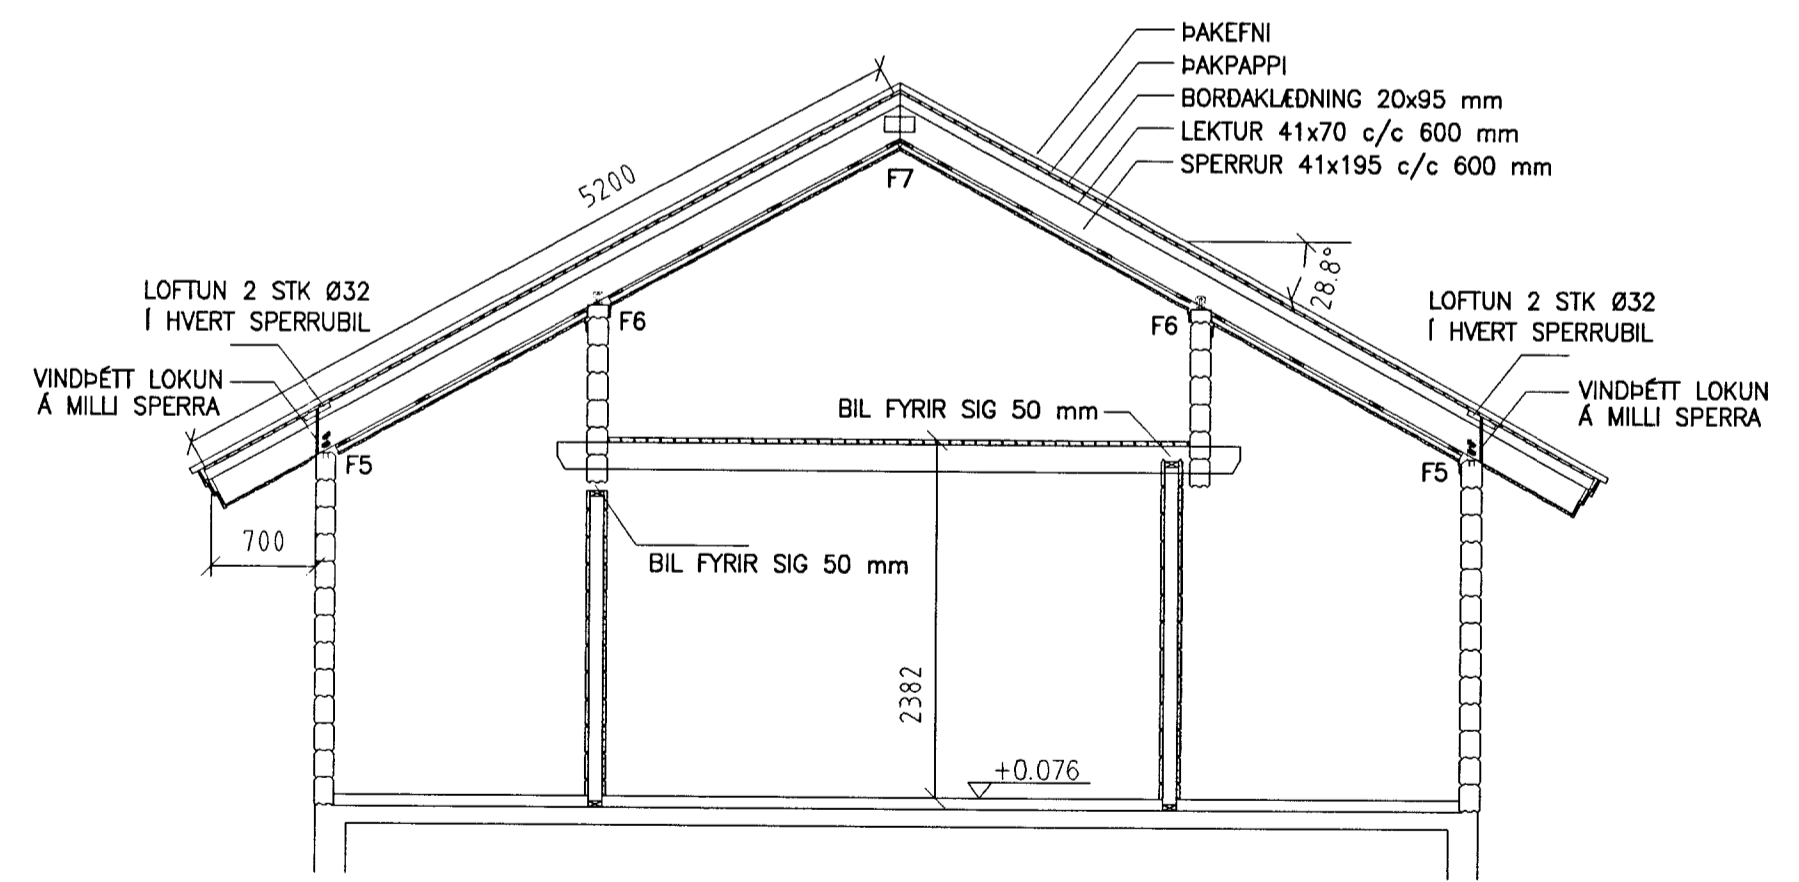 ÞAKEFNI
ÞAKPAPPI
BORÐAKLÆÐNING 20x95 mm
LEKTUR 41x70 c/c 600 mm
SPERRUR 41x195 c/c 600 mm
5200
F7
28.8°
LOFTUN 2 STK Ø32
Í HVERT SPERRUBIL
LOFTUN 2 STK Ø32
Í HVERT SPERRUBIL
F6
F6
VINDÞÉTT LOKUN
Á MILLI SPERRA
VINDÞÉTT LOKUN
Á MILLI SPERRA
BIL FYRIR SIG 50 mm
F5
F5
700
BIL FYRIR SIG 50 mm
2382
+0.076